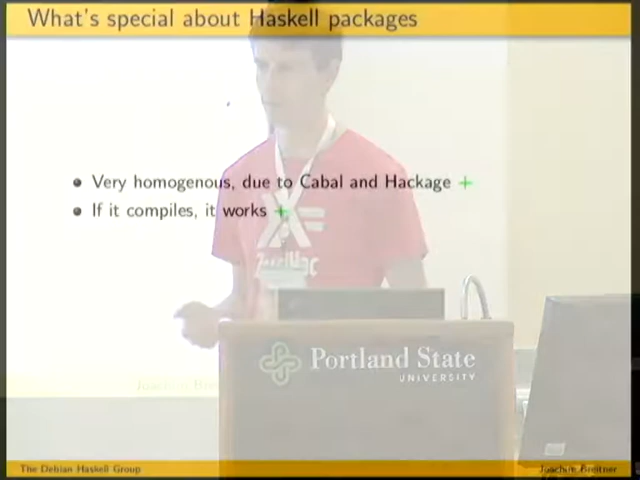 What's special about Haskell packages
Very homogenous, due to Cabal and Hackage +
If it compiles, it works +
ZuriHac
Portland State
UNIVERSITY
The Debian Haskell Group
Joachim Breitner